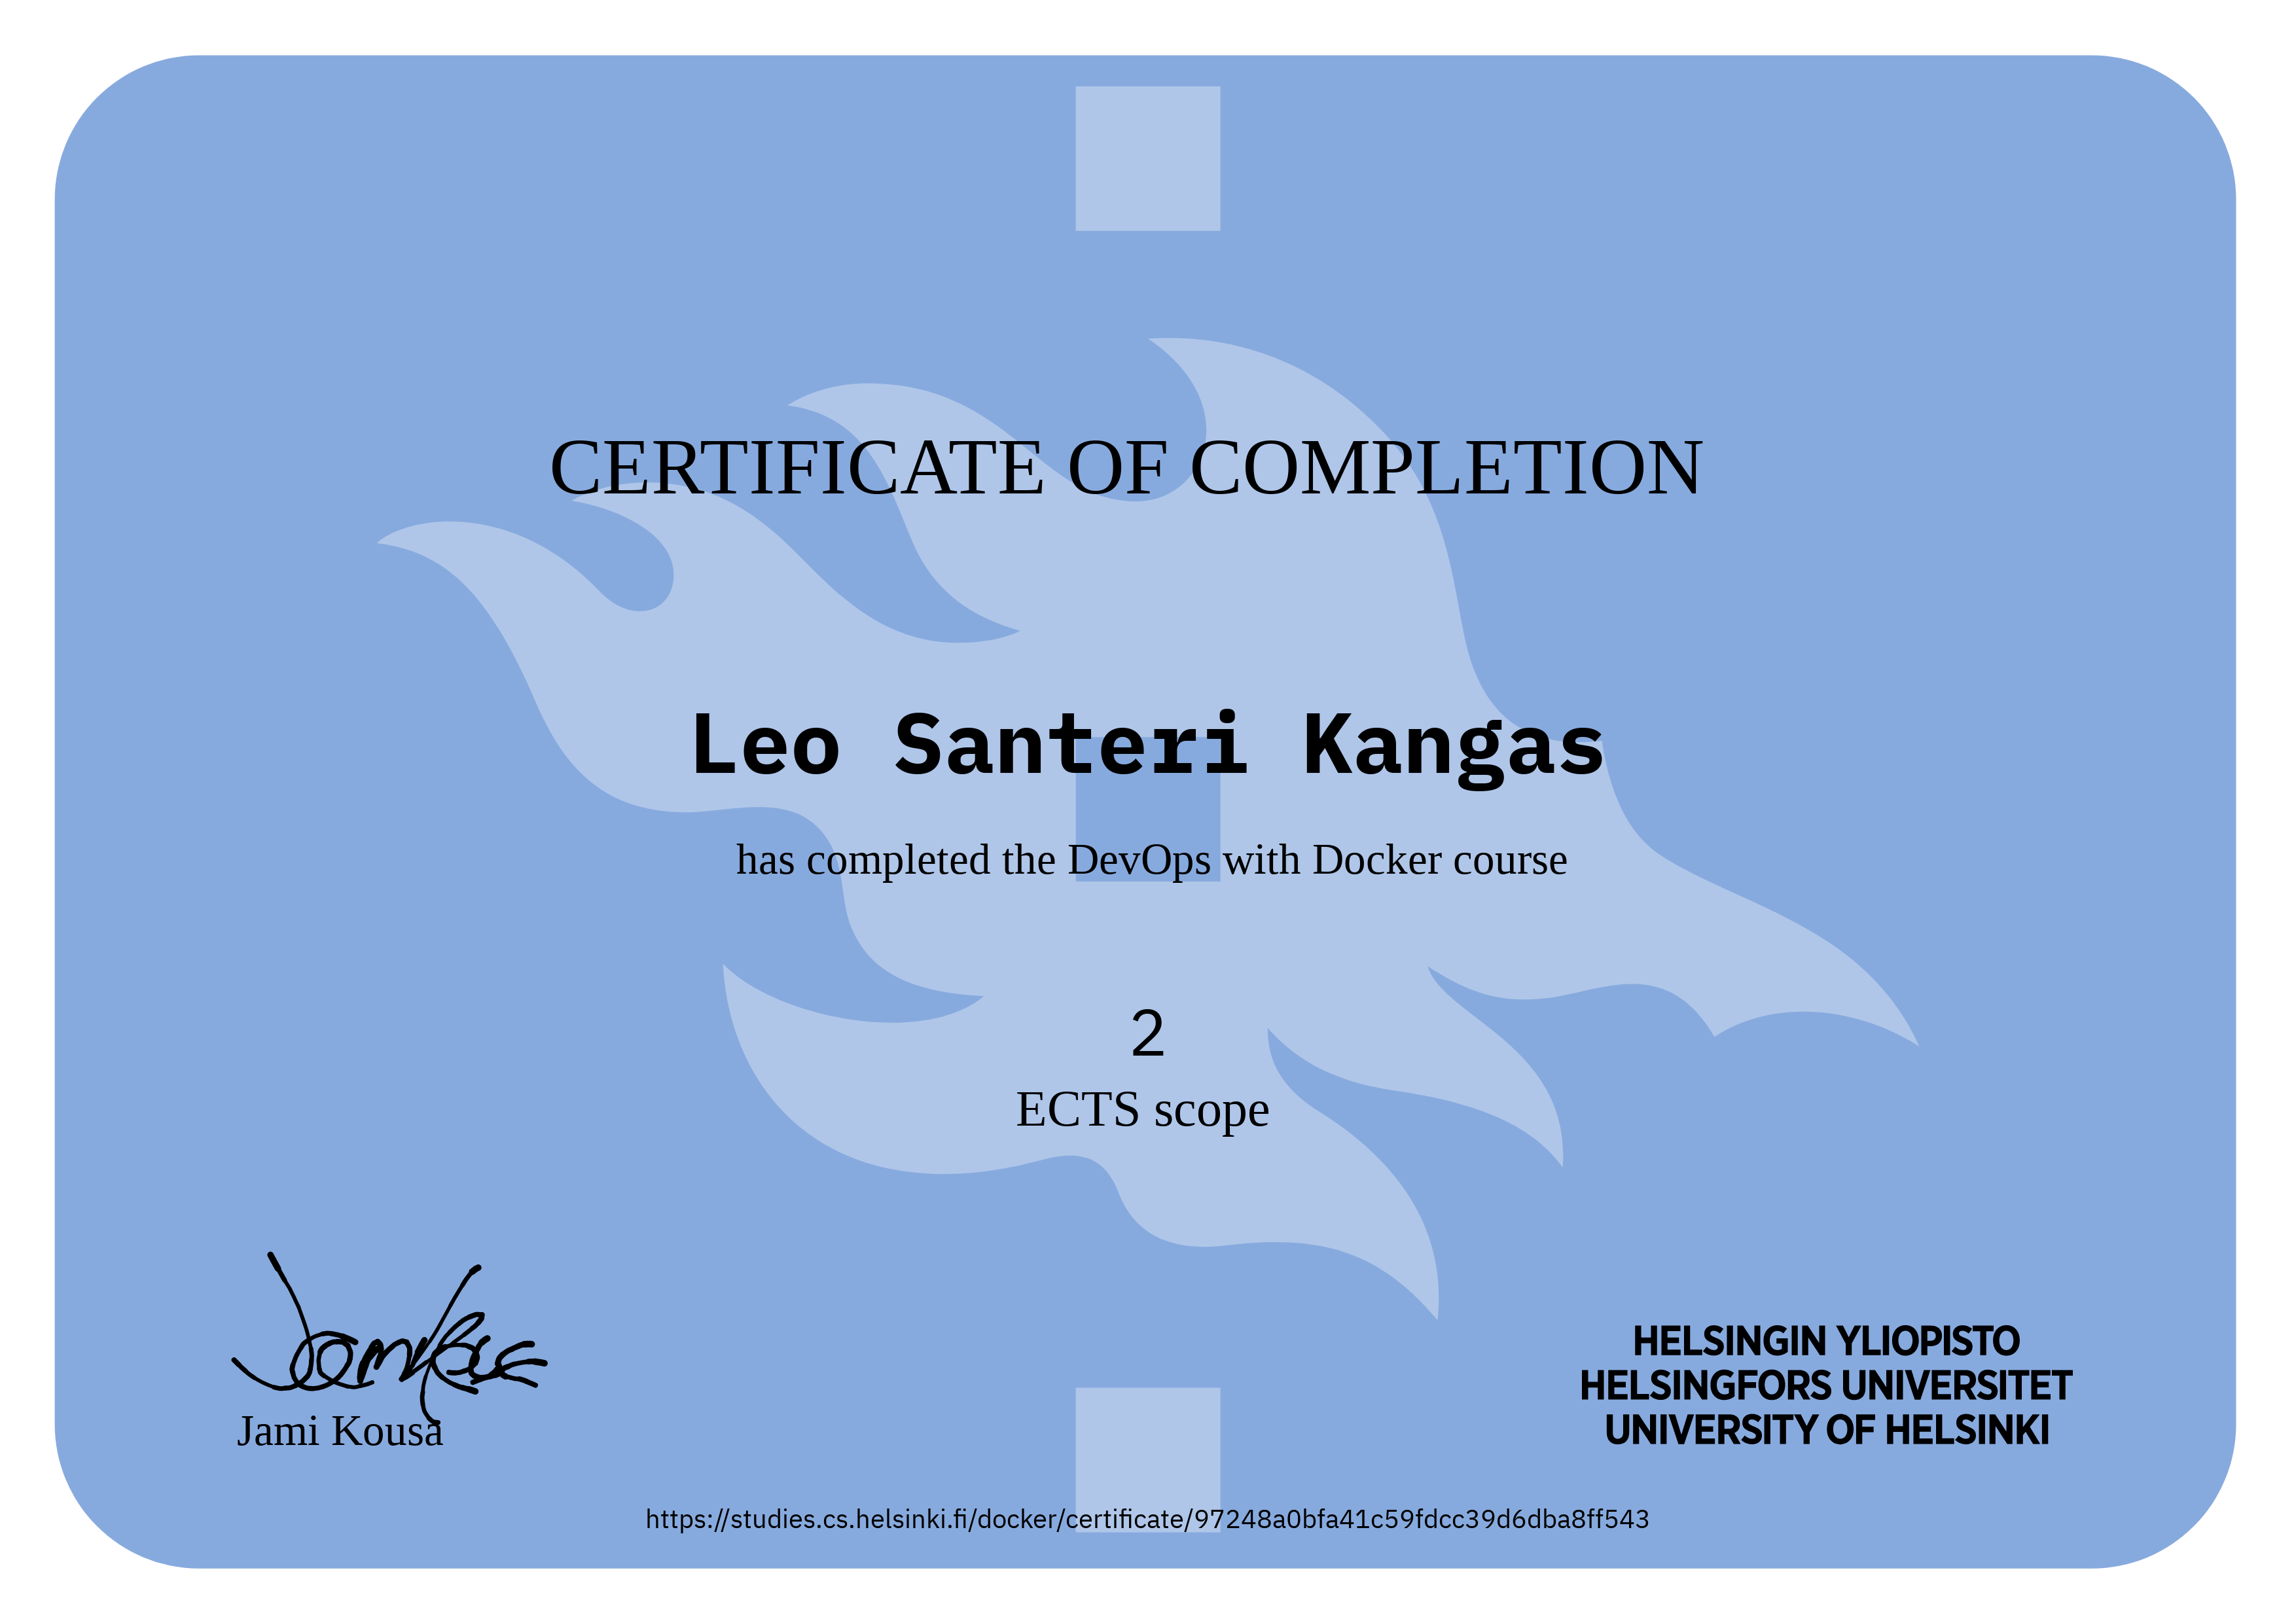 CERTIFICATE OF COMPLETION
Leo Santeri Kangas
has completed the DevOps with Docker course
2
ECTS scope
Jami Kousa
HELSINGIN YLIOPISTO
HELSINGFORS UNIVERSITET
UNIVERSITY OF HELSINKI
https://studies.cs.helsinki.fi/docker/certificate/97248a0bfa41c59fdcc39d6dba8ff543